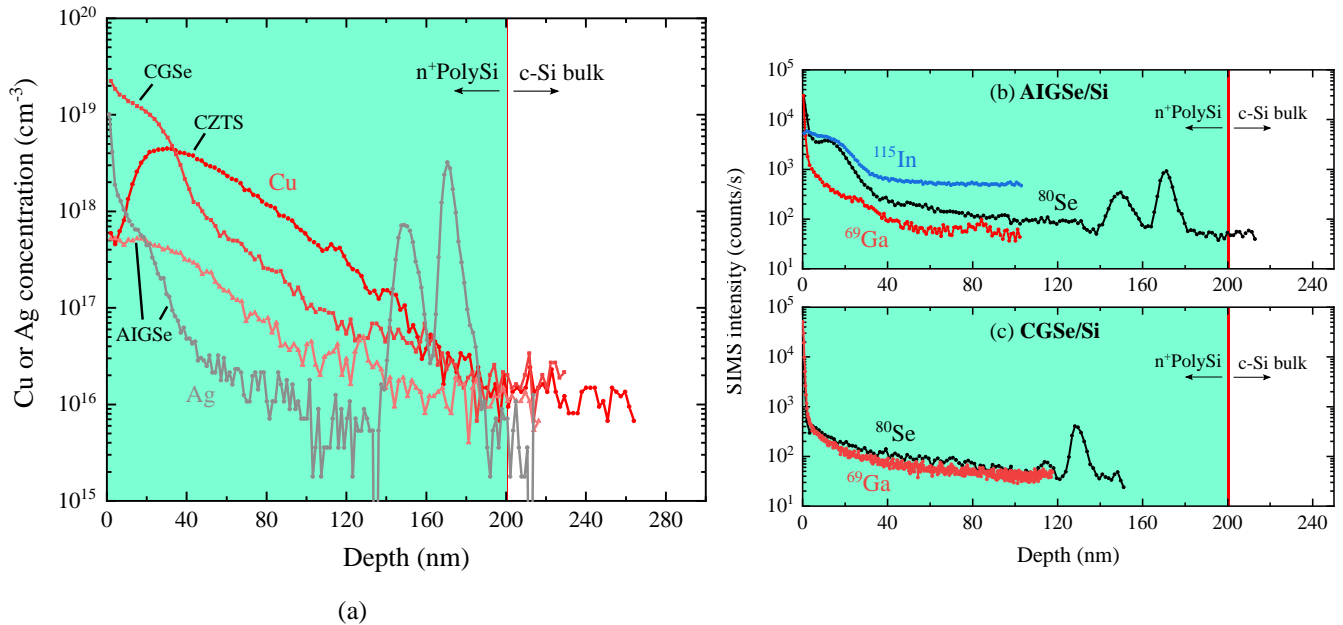 10^20
10^19
10^18
10^17
10^16
10^15
Cu or Ag concentration (cm^-3)
CGSe
CZTS
Cu
AIGSe
Ag
n^+PolySi
c-Si bulk
0 40 80 120 160 200 240 280
Depth (nm)
(a)
SIMS intensity (counts/s)
10^5
10^4
10^3
10^2
10^1
(b) AIGSe/Si
n^+PolySi
c-Si bulk
^115In
^80Se
^69Ga
0 40 80 120 160 200 240
10^5
10^4
10^3
10^2
10^1
(c) CGSe/Si
n^+PolySi
c-Si bulk
^80Se
^69Ga
0 40 80 120 160 200 240
Depth (nm)